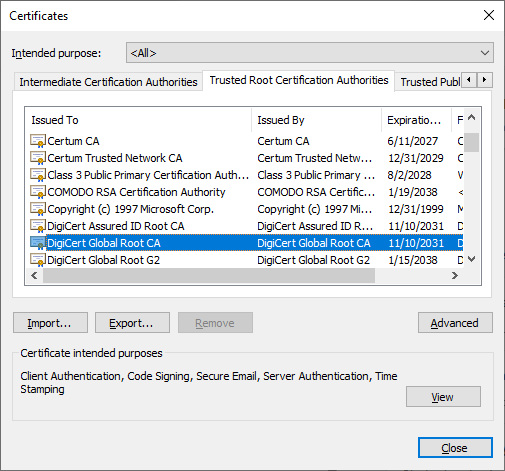 Certificates
Intended purpose: <All>
Intermediate Certification Authorities Trusted Root Certification Authorities Trusted Publ
Issued To Issued By Expiratio... F
Certum CA Certum CA 6/11/2027 C
Certum Trusted Network CA Certum Trusted Netw... 12/31/2029 C
Class 3 Public Primary Certification Auth... Class 3 Public Primary ... 8/2/2028 V
COMODO RSA Certification Authority COMODO RSA Certific... 1/19/2038 <
Copyright (c) 1997 Microsoft Corp. Copyright (c) 1997 Mi... 12/31/1999 M
DigiCert Assured ID Root CA DigiCert Assured ID R... 11/10/2031 D
DigiCert Global Root CA DigiCert Global Root CA 11/10/2031 D
DigiCert Global Root G2 DigiCert Global Root G2 1/15/2038 D
Import... Export... Remove Advanced
Certificate intended purposes
Client Authentication, Code Signing, Secure Email, Server Authentication, Time
Stamping
View
Close